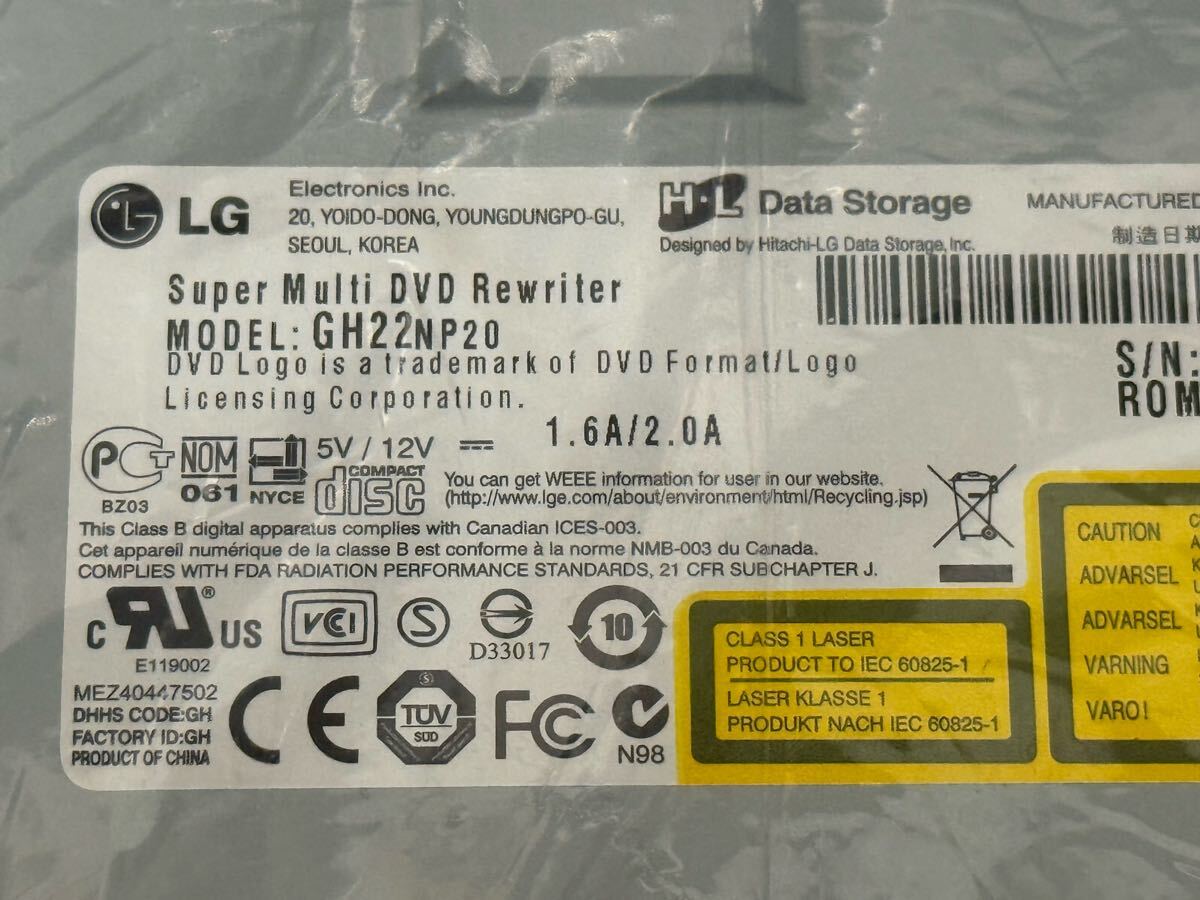 LG
Electronics Inc.
20, YOIDO-DONG, YOUNGDUNGPO-GU,
SEOUL, KOREA
H·L Data Storage
Designed by Hitachi-LG Data Storage, Inc.
MANUFACTURED
制造日期
Super Multi DVD Rewriter
MODEL: GH22NP20
DVD Logo is a trademark of DVD Format/Logo
Licensing Corporation.
S/N:
ROM
5V / 12V 1.6A/2.0A
PCT
BZ03
NOM
061
NYCE
COMPACT
disc
You can get WEEE information for user in our website.
(http://www.lge.com/about/environment/html/Recycling.jsp)
This Class B digital apparatus complies with Canadian ICES-003.
Cet appareil numérique de la classe B est conforme à la norme NMB-003 du Canada.
COMPLIES WITH FDA RADIATION PERFORMANCE STANDARDS, 21 CFR SUBCHAPTER J.
c RU ® US
E119002
VCI
S
D33017
10
MEZ40447502
DHHS CODE:GH
FACTORY ID:GH
PRODUCT OF CHINA
CE
S
TÜV
SÜD
FC
N98
CLASS 1 LASER
PRODUCT TO IEC 60825-1
LASER KLASSE 1
PRODUKT NACH IEC 60825-1
CAUTION
ADVARSEL
ADVARSEL
VARNING
VARO!